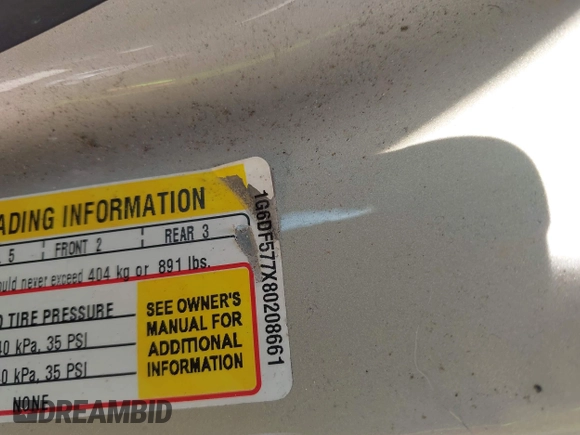 ADING INFORMATION
5 FRONT 2 REAR 3
ould never exceed 404 kg or 891 lbs.
TIRE PRESSURE
kPa, 35 PSI
0 kPa, 35 PSI
NONE
SEE OWNER'S
MANUAL FOR
ADDITIONAL
INFORMATION
1G6DF577X80208661
DREAMBID